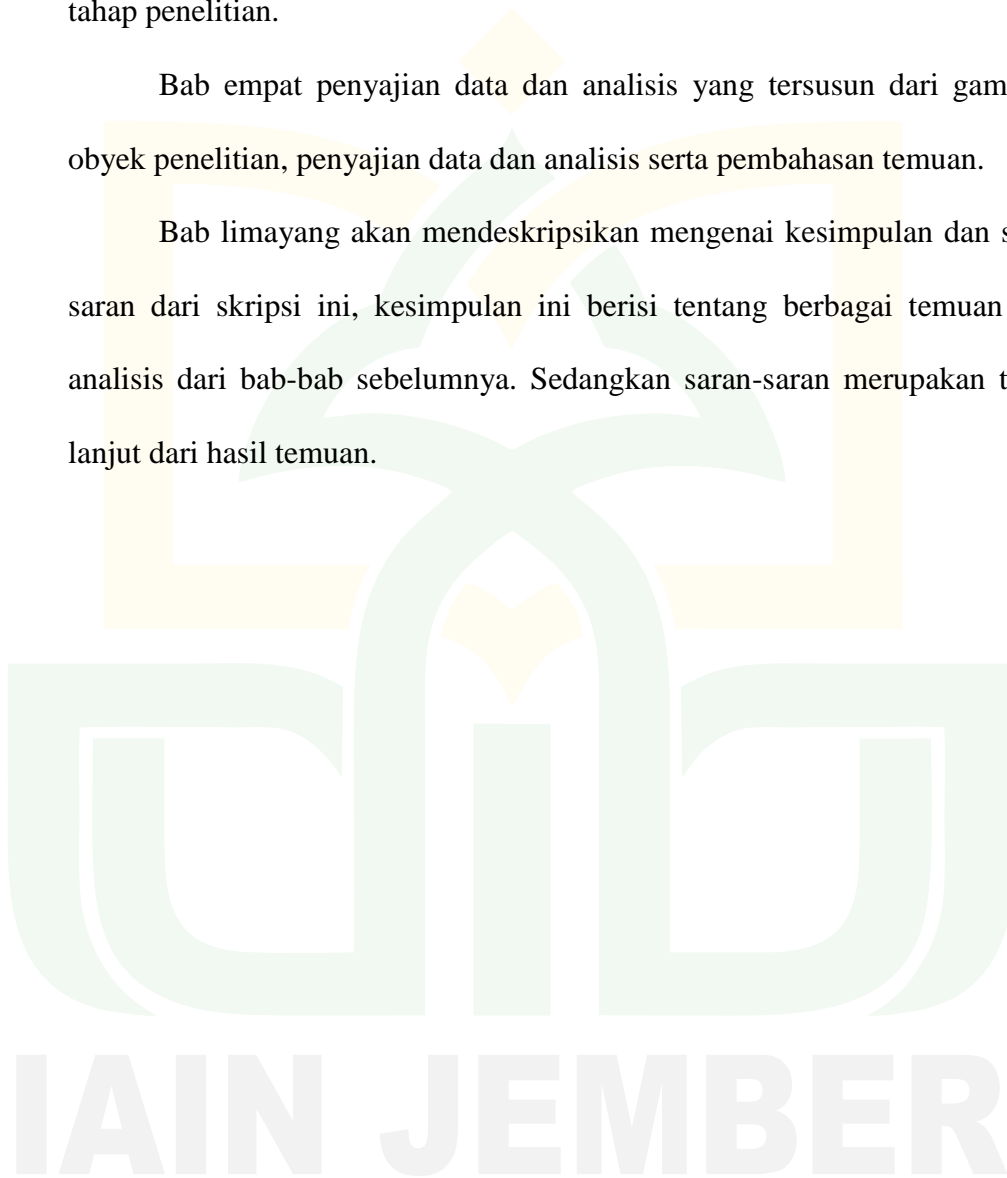 tahap penelitian.
Bab empat penyajian data dan analisis yang tersusun dari gam
obyek penelitian, penyajian data dan analisis serta pembahasan temuan.
Bab limayang akan mendeskripsikan mengenai kesimpulan dan s
saran dari skripsi ini, kesimpulan ini berisi tentang berbagai temuan
analisis dari bab-bab sebelumnya. Sedangkan saran-saran merupakan t
lanjut dari hasil temuan.
IAIN JEMBER